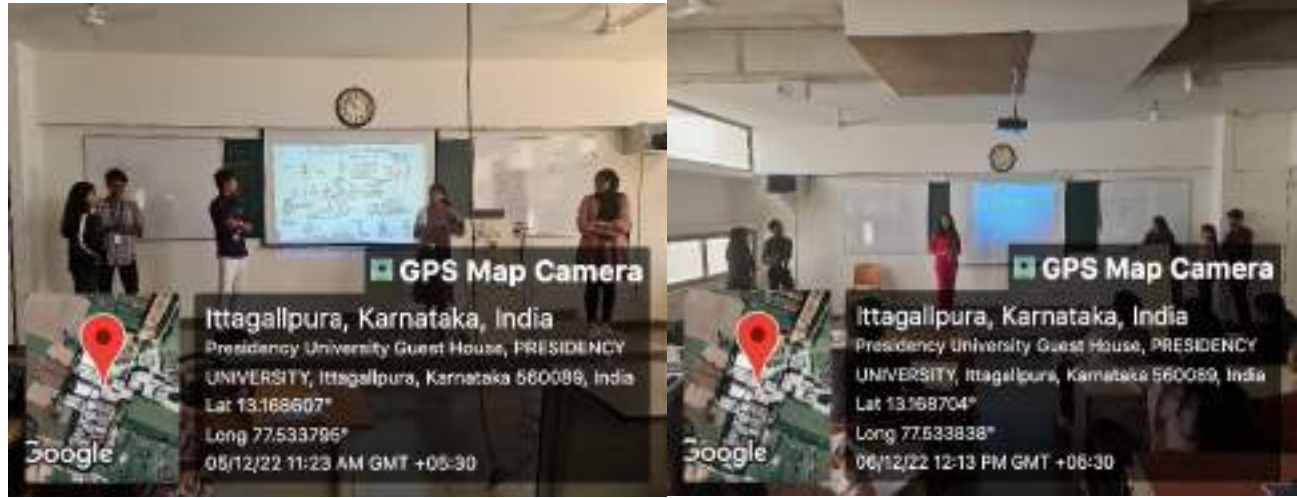 GPS Map Camera
Ittagallpura, Karnataka, India
Presidency University Guest House, PRESIDENCY
UNIVERSITY, Ittagallpura, Karnataka 560089, India
Lat 13.168607°
Long 77.533795°
05/12/22 11:23 AM GMT +05:30
Google
GPS Map Camera
Ittagallpura, Karnataka, India
Presidency University Guest House, PRESIDENCY
UNIVERSITY, Ittagallpura, Karnataka 560089, India
Lat 13.168704°
Long 77.533838°
06/12/22 12:13 PM GMT +05:30
Google